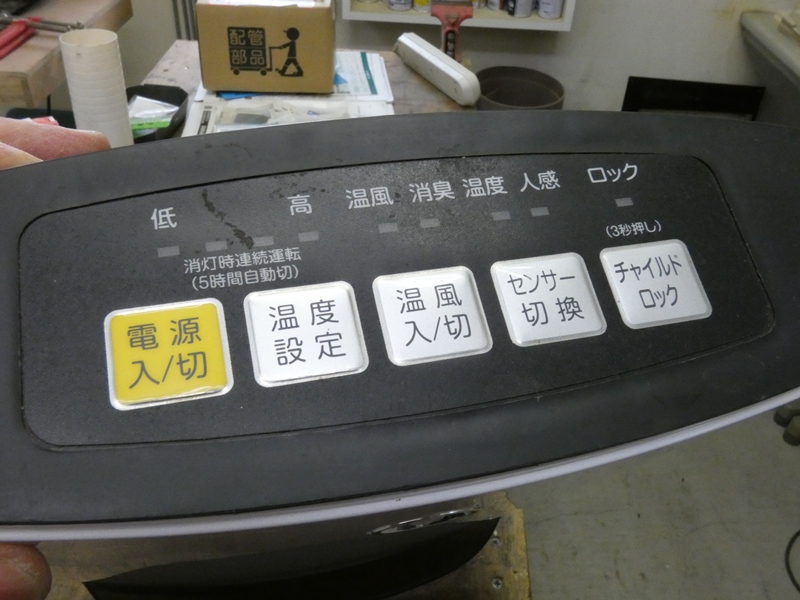 配管
部品
低 高 温風 消臭 温度 人感 ロック
消灯時連続運転
(5時間自動切)
(3秒押し)
電源
入/切
温度
設定
温風
入/切
センサー
切換
チャイルド
ロック